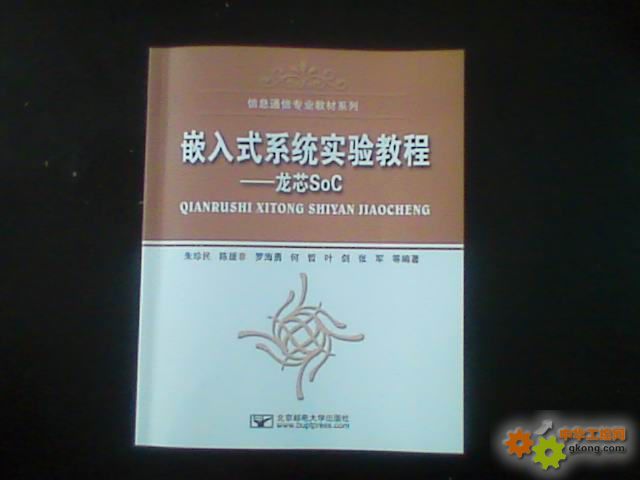 信息通信专业教材系列
嵌入式系统实验教程
——龙芯SoC
QIANRUSHI XITONG SHIYAN JIAOCHENG
朱珍民 陈援非 罗海勇 何哲 叶剑 张军 等编著
北京邮电大学出版社
www.buptpress.com
中华工控网
gkong.com